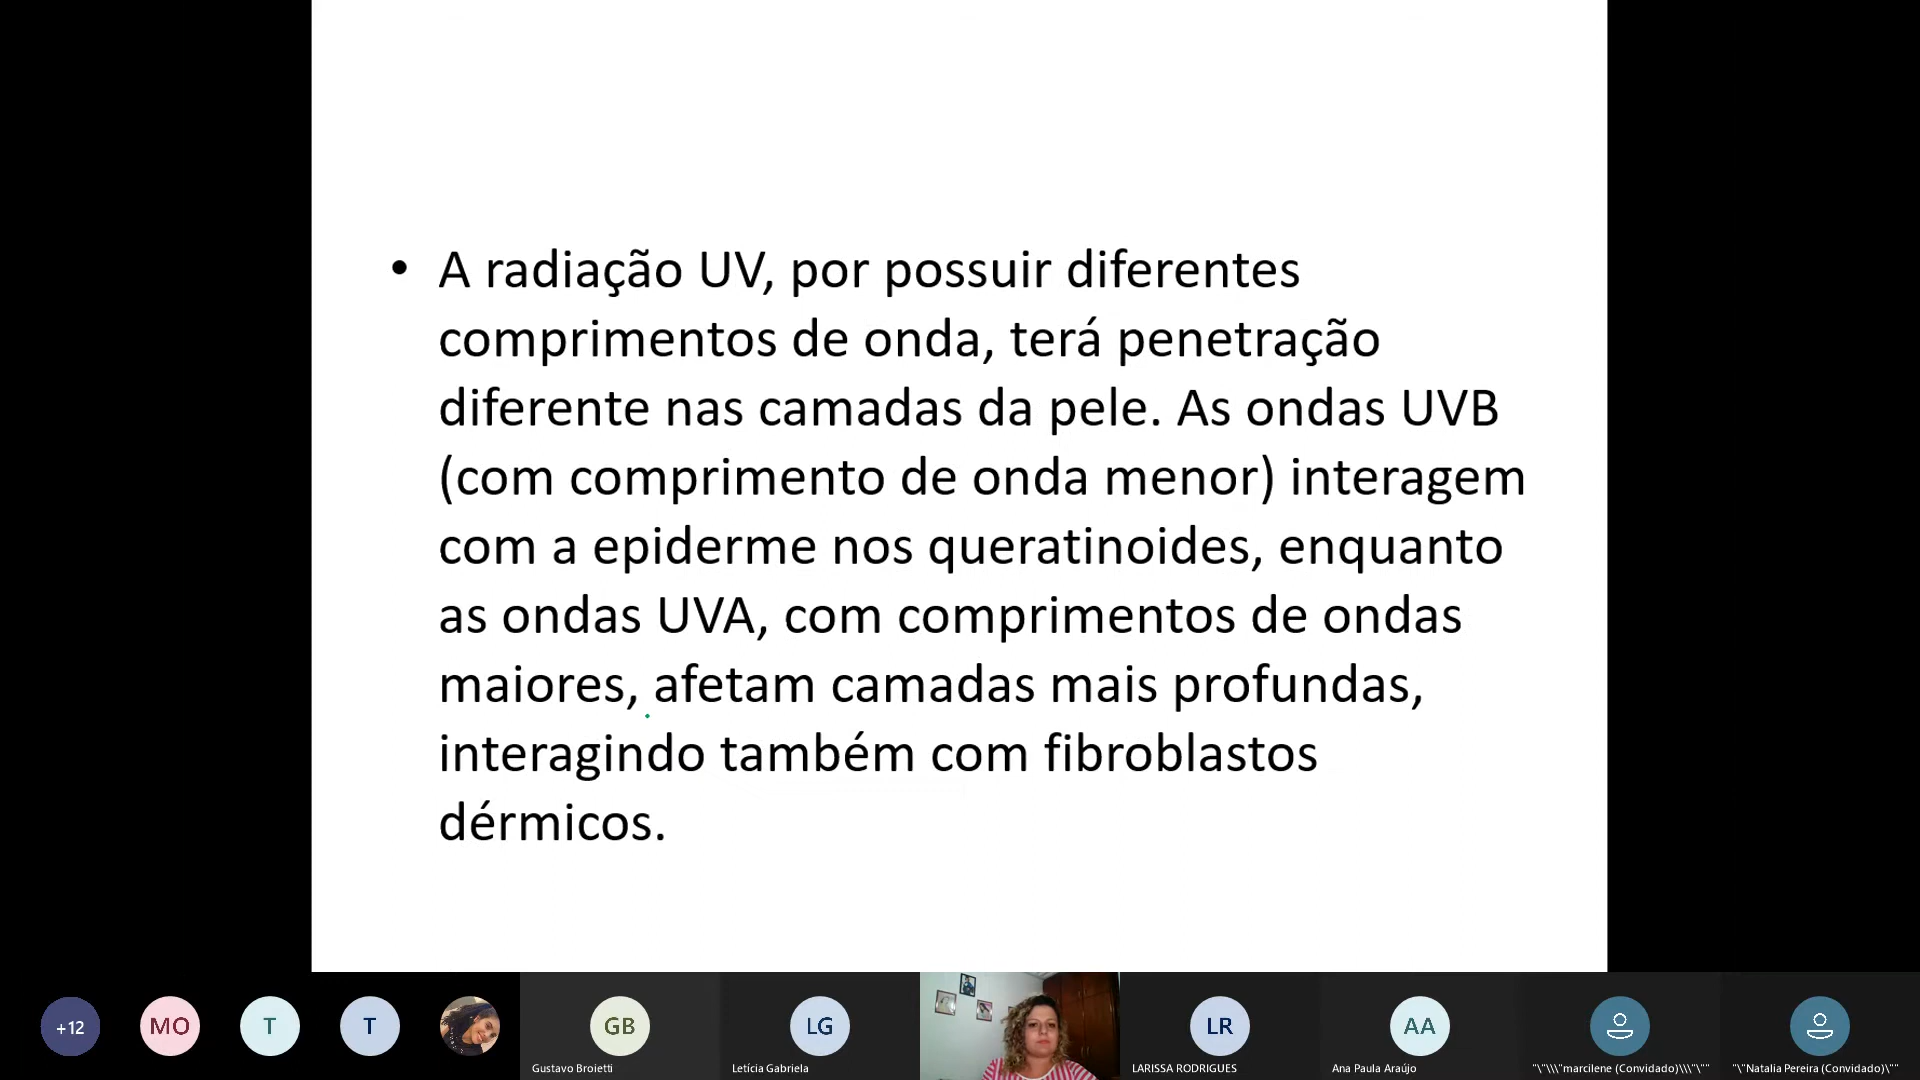 • A radiação UV, por possuir diferentes
comprimentos de onda, terá penetração
diferente nas camadas da pele. As ondas UVB
(com comprimento de onda menor) interagem
com a epiderme nos queratinoides, enquanto
as ondas UVA, com comprimentos de ondas
maiores, afetam camadas mais profundas,
interagindo também com fibroblastos
dérmicos.
+12
MO
T
T
GB
Gustavo Broietti
LG
Letícia Gabriela
LR
LARISSA RODRIGUES
AA
Ana Paula Araújo
"\"\\\"marcilene (Convidado)\\\"\""
"\"Natalia Pereira (Convidado)\""